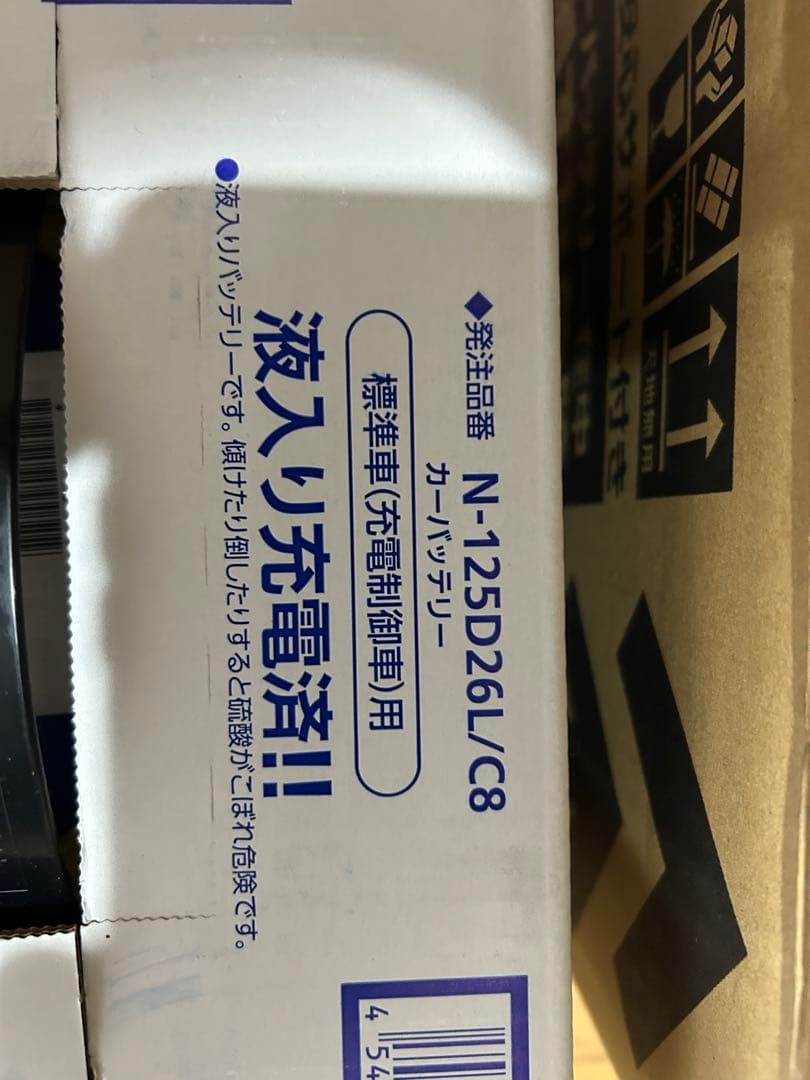 ◆発注品番 N-125D26L/C8
カーバッテリー
標準車(充電制御車)用
液入り充電済!!
●液入りバッテリーです。傾けたり倒したりすると硫酸がこぼれ危険です。
4 54